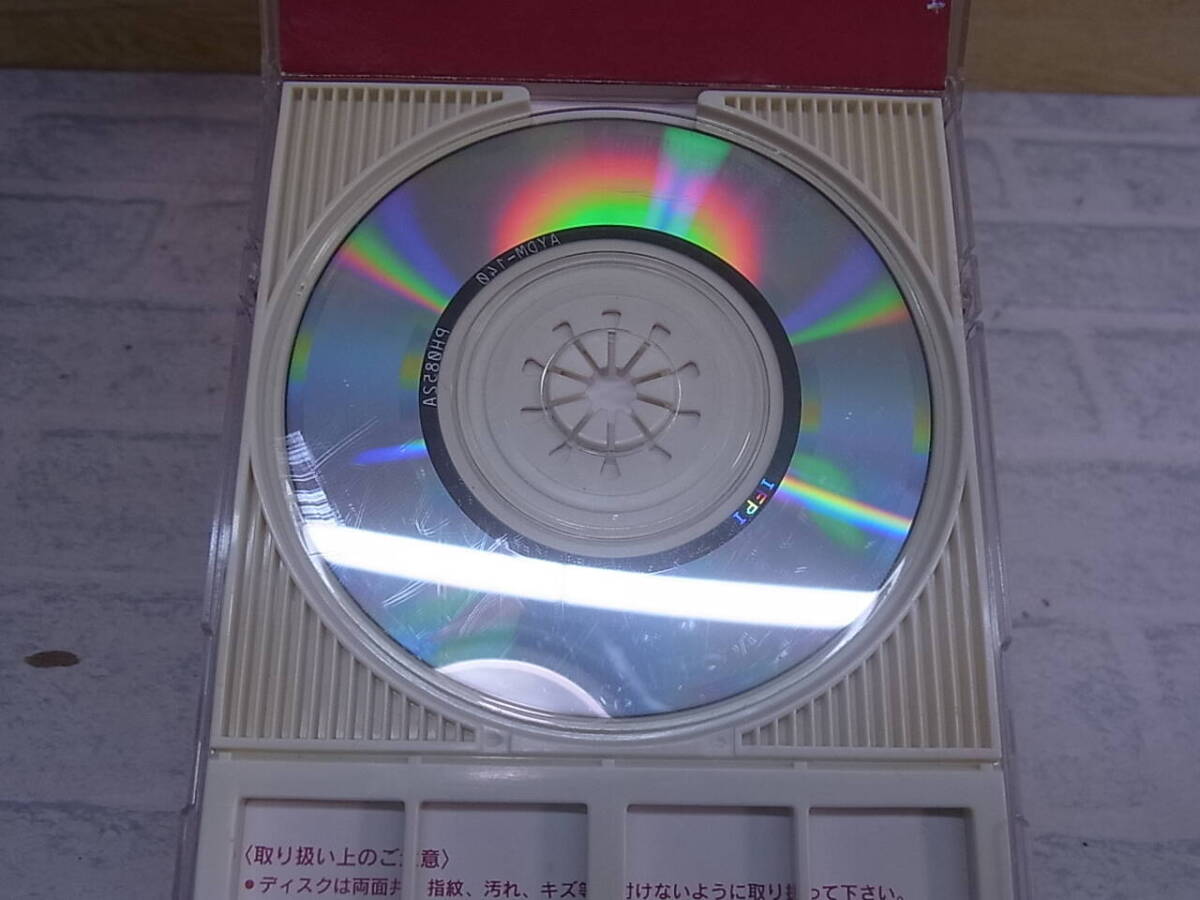 AYDM-140
PH0852A
IFPI
〈取り扱い上のご 意〉
●ディスクは両面共 指紋、汚れ、キズ等 付けないように取り扱って下さい。